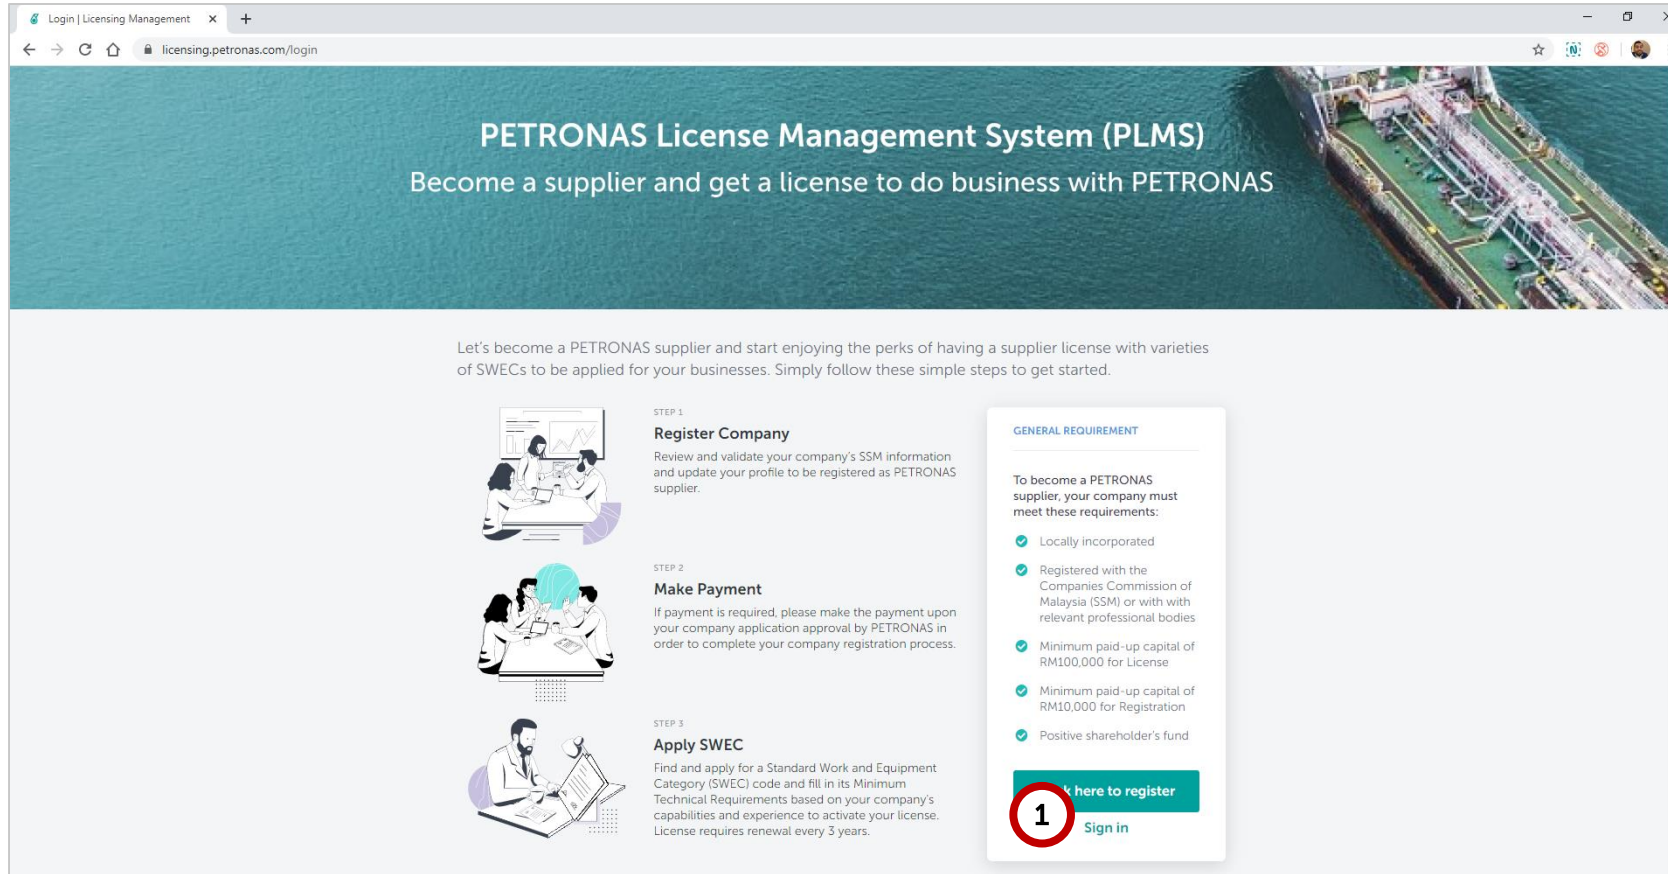 Login | Licensing Management
licensing.petronas.com/login
PETRONAS License Management System (PLMS)
Become a supplier and get a license to do business with PETRONAS
Let's become a PETRONAS supplier and start enjoying the perks of having a supplier license with varieties
of SWECs to be applied for your businesses. Simply follow these simple steps to get started.
STEP 1
Register Company
Review and validate your company's SSM information
and update your profile to be registered as PETRONAS
supplier.
STEP 2
Make Payment
If payment is required, please make the payment upon
your company application approval by PETRONAS in
order to complete your company registration process.
STEP 3
Apply SWEC
Find and apply for a Standard Work and Equipment
Category (SWEC) code and fill in its Minimum
Technical Requirements based on your company's
capabilities and experience to activate your license.
License requires renewal every 3 years.
GENERAL REQUIREMENT
To become a PETRONAS
supplier, your company must
meet these requirements:
Locally incorporated
Registered with the
Companies Commission of
Malaysia (SSM) or with with
relevant professional bodies
Minimum paid-up capital of
RM100,000 for License
Minimum paid-up capital of
RM10,000 for Registration
Positive shareholder's fund
here to register
1
Sign in